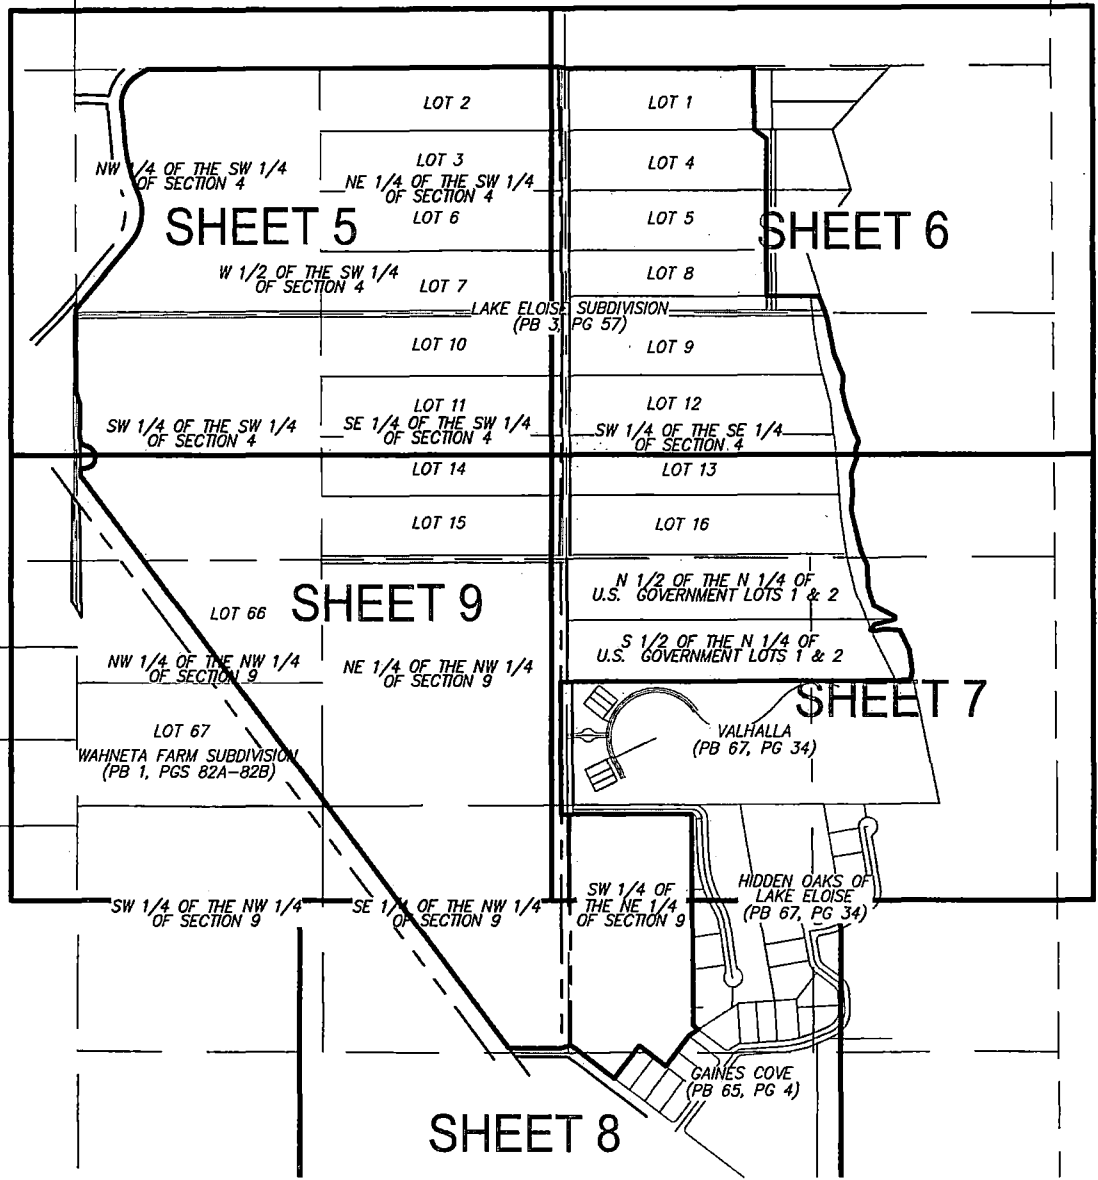 LOT 2
LOT 1
LOT 3
LOT 4
NW 1/4 OF THE SW 1/4
OF SECTION 4
NE 1/4 OF THE SW 1/4
OF SECTION 4
SHEET 5
LOT 6
LOT 5
SHEET 6
W 1/2 OF THE SW 1/4
OF SECTION 4
LOT 7
LOT 8
LAKE ELOISE SUBDIVISION
(PB 3, PG 57)
LOT 10
LOT 9
LOT 11
LOT 12
SW 1/4 OF THE SW 1/4
OF SECTION 4
SE 1/4 OF THE SW 1/4
OF SECTION 4
SW 1/4 OF THE SE 1/4
OF SECTION 4
LOT 14
LOT 13
LOT 15
LOT 16
N 1/2 OF THE N 1/4 OF
U.S. GOVERNMENT LOTS 1 & 2
LOT 66
SHEET 9
S 1/2 OF THE N 1/4 OF
U.S. GOVERNMENT LOTS 1 & 2
NW 1/4 OF THE NW 1/4
OF SECTION 9
NE 1/4 OF THE NW 1/4
OF SECTION 9
SHEET 7
LOT 67
VALHALLA
(PB 67, PG 34)
WAHNETA FARM SUBDIVISION
(PB 1, PGS 82A-82B)
SW 1/4 OF THE NW 1/4
OF SECTION 9
SE 1/4 OF THE NW 1/4
OF SECTION 9
SW 1/4 OF
THE NE 1/4
OF SECTION 9
HIDDEN OAKS OF
LAKE ELOISE
(PB 67, PG 34)
GAINES COVE
(PB 65, PG 4)
SHEET 8